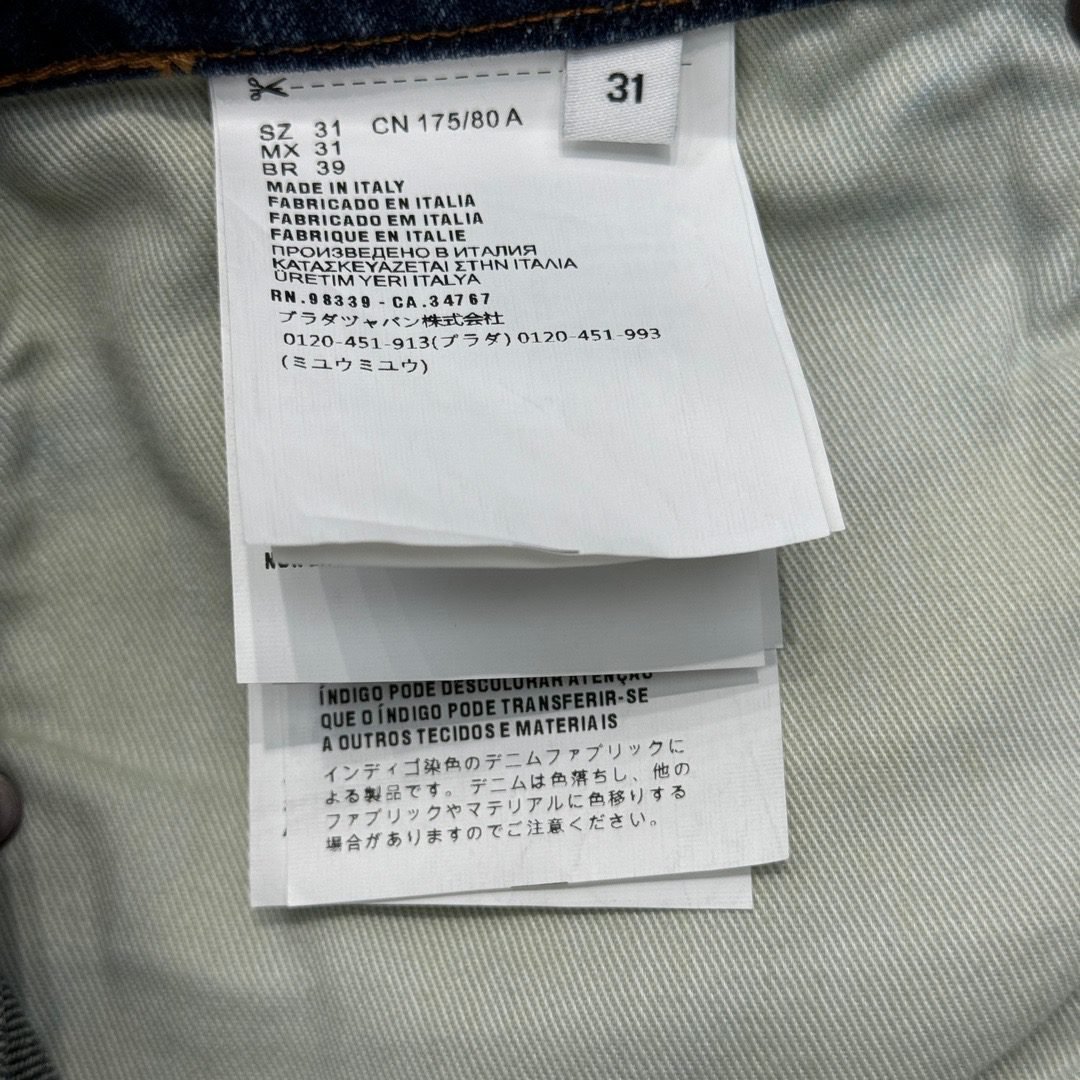 31
SZ 31 CN 175/80 A
MX 31
BR 39
MADE IN ITALY
FABRICADO EN ITALIA
FABRICADO EM ITALIA
FABRIQUE EN ITALIE
ПРОИЗВЕДЕНО В ИТАЛИЯ
ΚΑΤΑΣΚΕΥΑΖΕΤΑΙ ΣΤΗΝ ΙΤΑΛΙΑ
ÜRETIM YERI ITALYA
RN.98339 - CA.34767
プラダヅャバン株式会社
0120-451-913(プラダ) 0120-451-993
(ミユウミユウ)
ÍNDIGO PODE DESCOLORAR ATENÇAO
QUE O ÍNDIGO PODE TRANSFERIR-SE
A OUTROS TECIDOS E MATERIAIS
インディゴ染色のデニムファブリックに
よる製品です。デニムは色落ちし、他の
ファブリックやマテリアルに色移りする
場合がありますのでご注意ください。